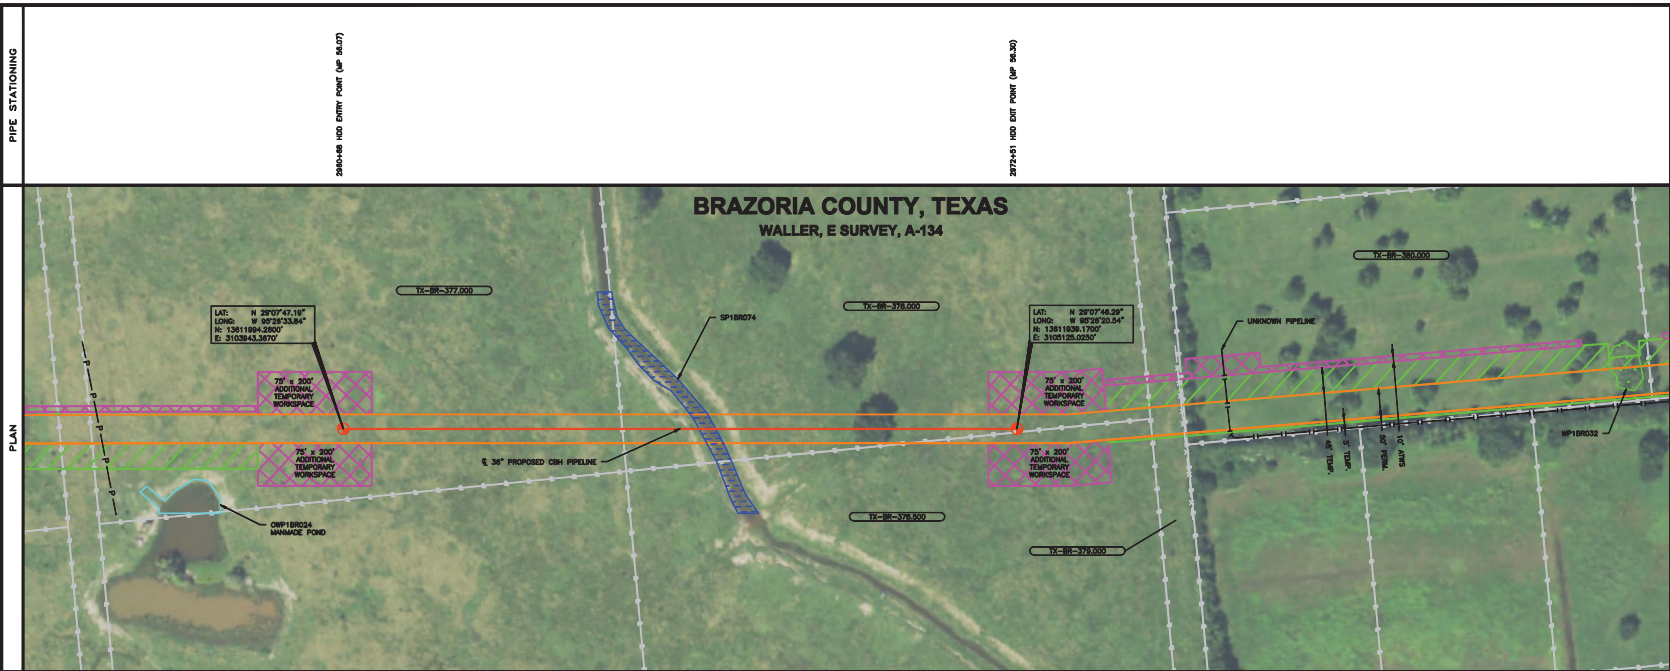 PIPE STATIONING
2960+68 HDD ENTRY POINT (MP 56.07)
2972+51 HDD EXIT POINT (MP 56.30)
PLAN
BRAZORIA COUNTY, TEXAS
WALLER, E SURVEY, A-134
TX-BR-377.000
TX-BR-378.000
TX-BR-380.000
LAT: N 29°07'47.19"
LONG: W 95°26'33.84"
N: 13611994.2600'
E: 3103943.3870'
SP1BR074
LAT: N 29°07'46.29"
LONG: W 95°26'20.54"
N: 13611939.1700'
E: 3105125.0250'
UNKNOWN PIPELINE
75' x 200'
ADDITIONAL
TEMPORARY
WORKSPACE
75' x 200'
ADDITIONAL
TEMPORARY
WORKSPACE
P P P P P P
75' x 200'
ADDITIONAL
TEMPORARY
WORKSPACE
℄ 36" PROPOSED CBH PIPELINE
75' x 200'
ADDITIONAL
TEMPORARY
WORKSPACE
45' TEMP.
5' TEMP.
50' PERM.
10' ATWS
WP1BR032
OWP1BR024
MANMADE POND
TX-BR-378.500
TX-BR-379.000